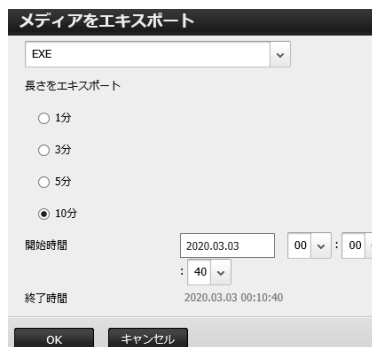 メディアをエキスポート
EXE
長さをエキスポート
1分
3分
5分
10分
開始時間 2020.03.03 00 : 00
: 40
終了時間 2020.03.03 00:10:40
OK キャンセル